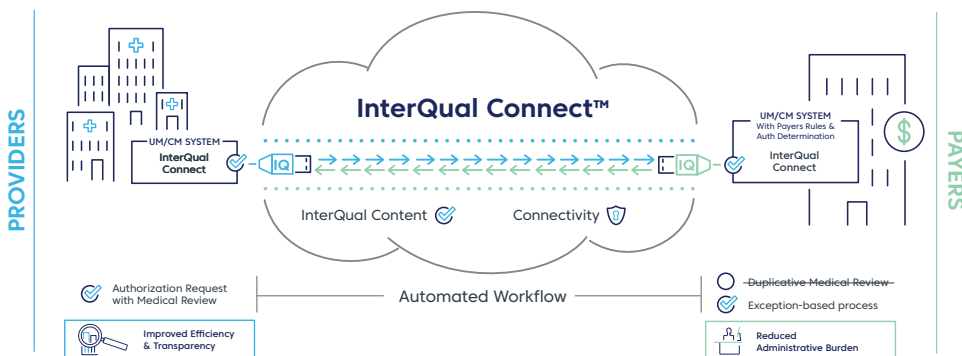 PROVIDERS
UM/CM SYSTEM
InterQual
Connect
IQ
InterQual Connect™
InterQual Content
Connectivity
IQ
UM/CM SYSTEM
With Payers Rules &
Auth Determination
InterQual
Connect
$
PAYERS
Authorization Request
with Medical Review
Automated Workflow
Duplicative Medical Review
Exception-based process
Improved Efficiency
& Transparency
Reduced
Administrative Burden